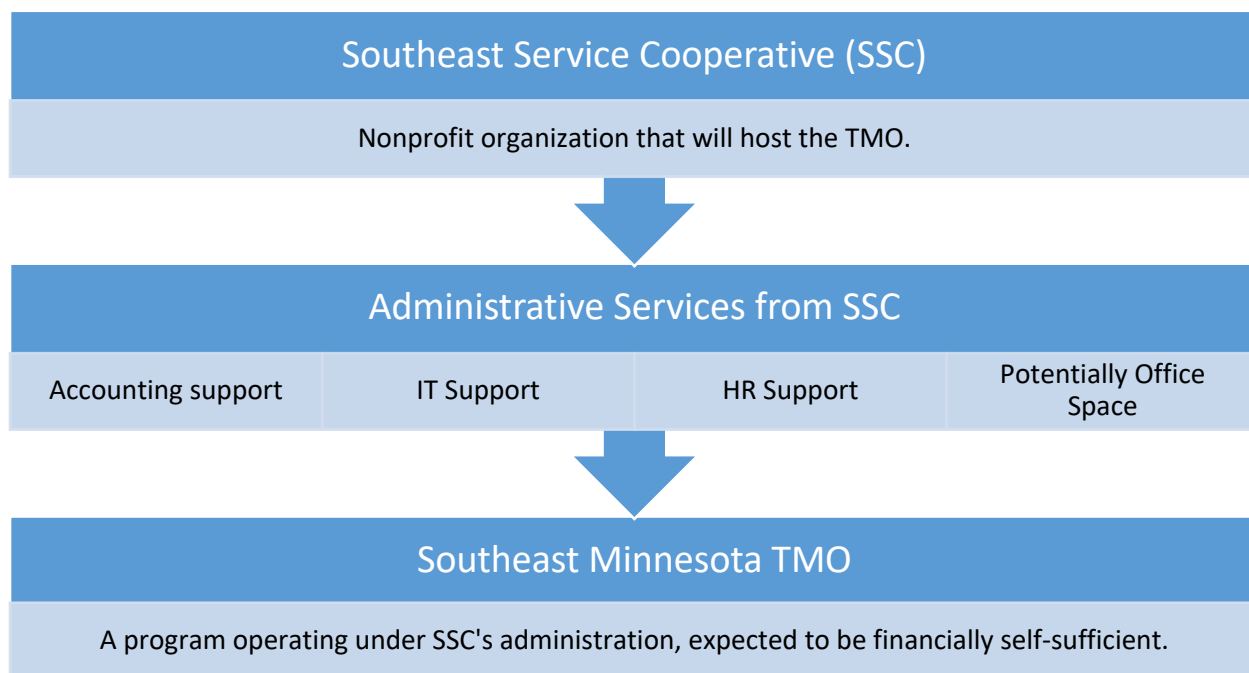 Southeast Service Cooperative (SSC)
Nonprofit organization that will host the TMO.
Administrative Services from SSC
Accounting support
IT Support
HR Support
Potentially Office
Space
Southeast Minnesota TMO
A program operating under SSC's administration, expected to be financially self-sufficient.